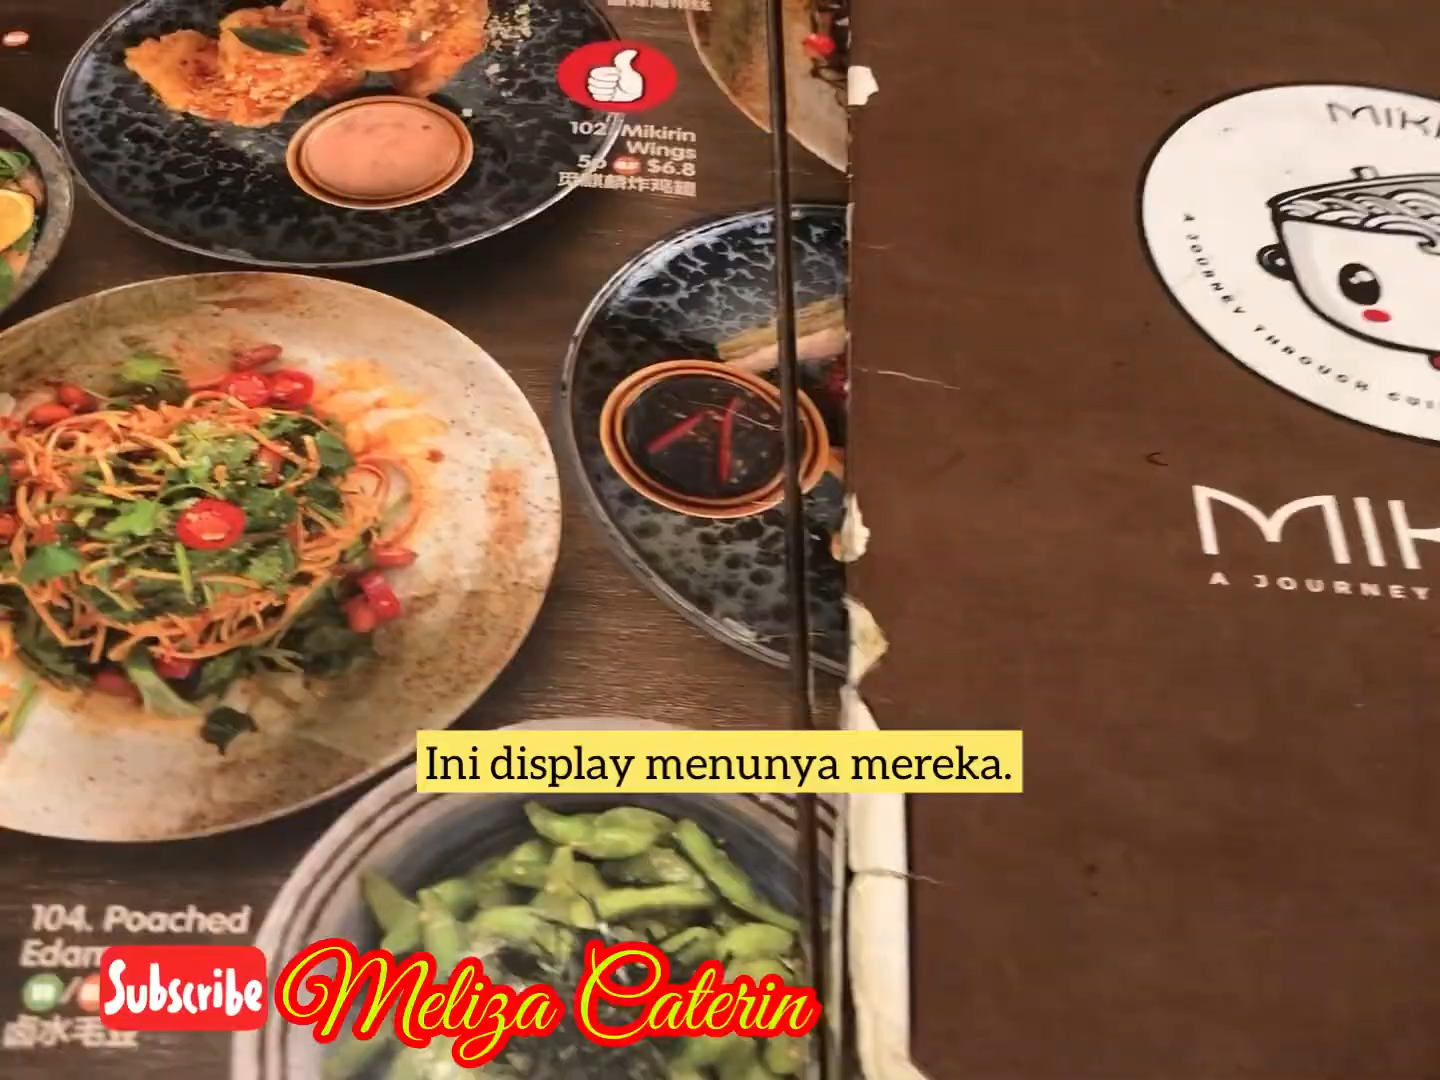 102. Mikirin
Wings
5p $6.8
MIK
A JOURNEY THROUGH
MIK
A JOURNEY
Ini display menunya mereka.
104. Poached
Subscribe
Meliza Caterin